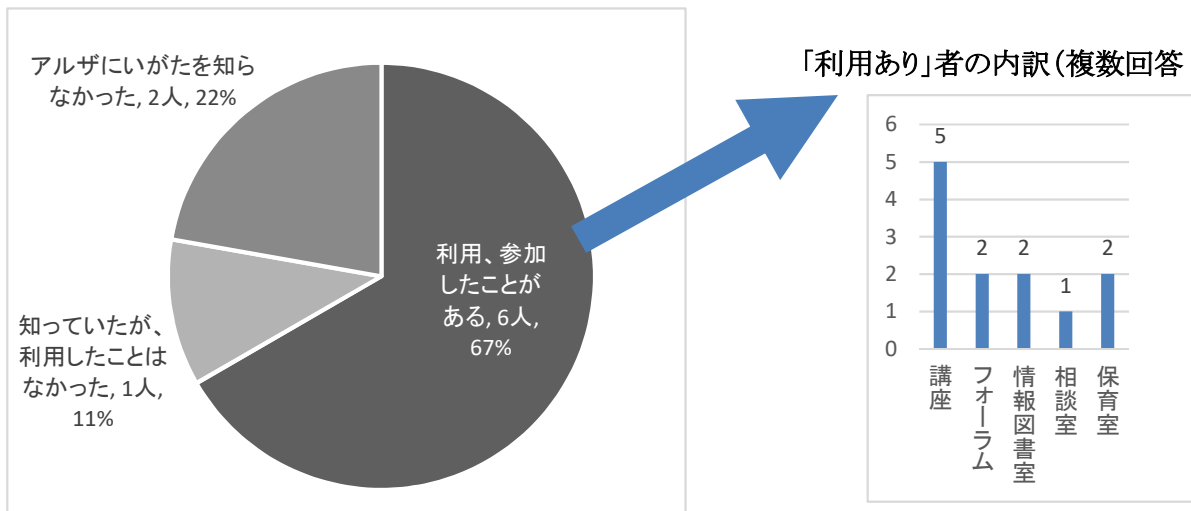 アルザにいがたを知ら
なかった, 2人, 22%
知っていたが、
利用したことは
なかった, 1人,
11%
利用、参加
したことが
ある, 6人,
67%
「利用あり」者の内訳(複数回答
6
5
4
3
2
1
0
5
2
2
1
2
講座
フォーラム
情報図書室
相談室
保育室